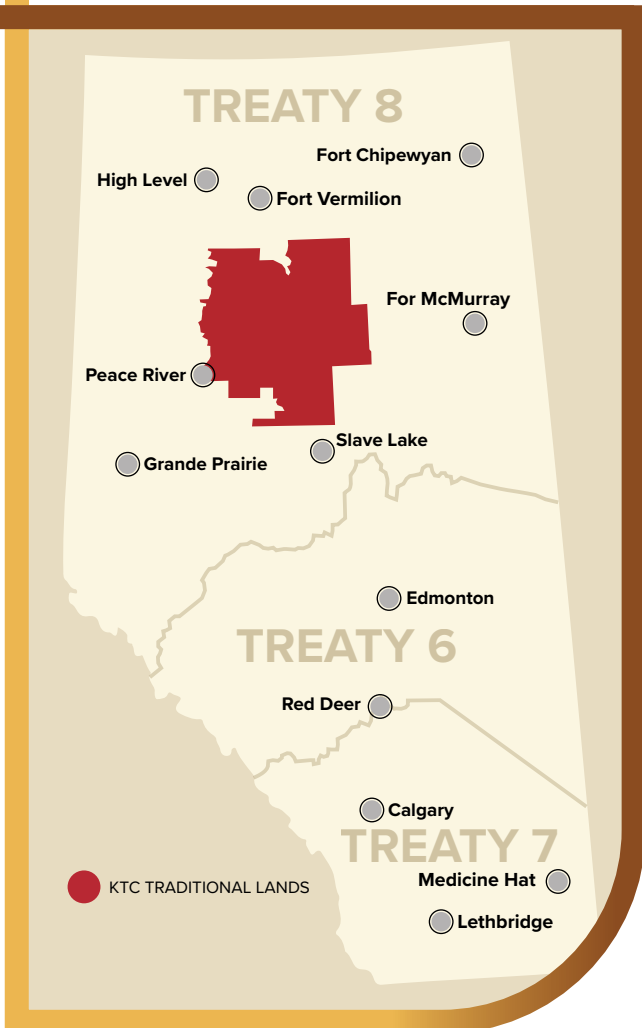 TREATY 8
Fort Chipewyan
High Level
Fort Vermilion
For McMurray
Peace River
Slave Lake
Grande Prairie
Edmonton
TREATY 6
Red Deer
Calgary
TREATY 7
Medicine Hat
KTC TRADITIONAL LANDS
Lethbridge